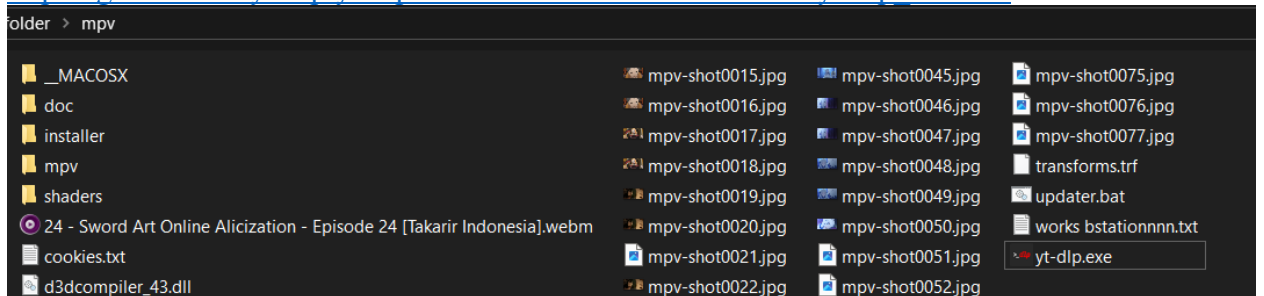 folder > mpv
__MACOSX
doc
installer
mpv
shaders
24 - Sword Art Online Alicization - Episode 24 [Takarir Indonesia].webm
cookies.txt
d3dcompiler_43.dll
mpv-shot0015.jpg
mpv-shot0016.jpg
mpv-shot0017.jpg
mpv-shot0018.jpg
mpv-shot0019.jpg
mpv-shot0020.jpg
mpv-shot0021.jpg
mpv-shot0022.jpg
mpv-shot0045.jpg
mpv-shot0046.jpg
mpv-shot0047.jpg
mpv-shot0048.jpg
mpv-shot0049.jpg
mpv-shot0050.jpg
mpv-shot0051.jpg
mpv-shot0052.jpg
mpv-shot0075.jpg
mpv-shot0076.jpg
mpv-shot0077.jpg
transforms.trf
updater.bat
works bstationnnn.txt
yt-dlp.exe